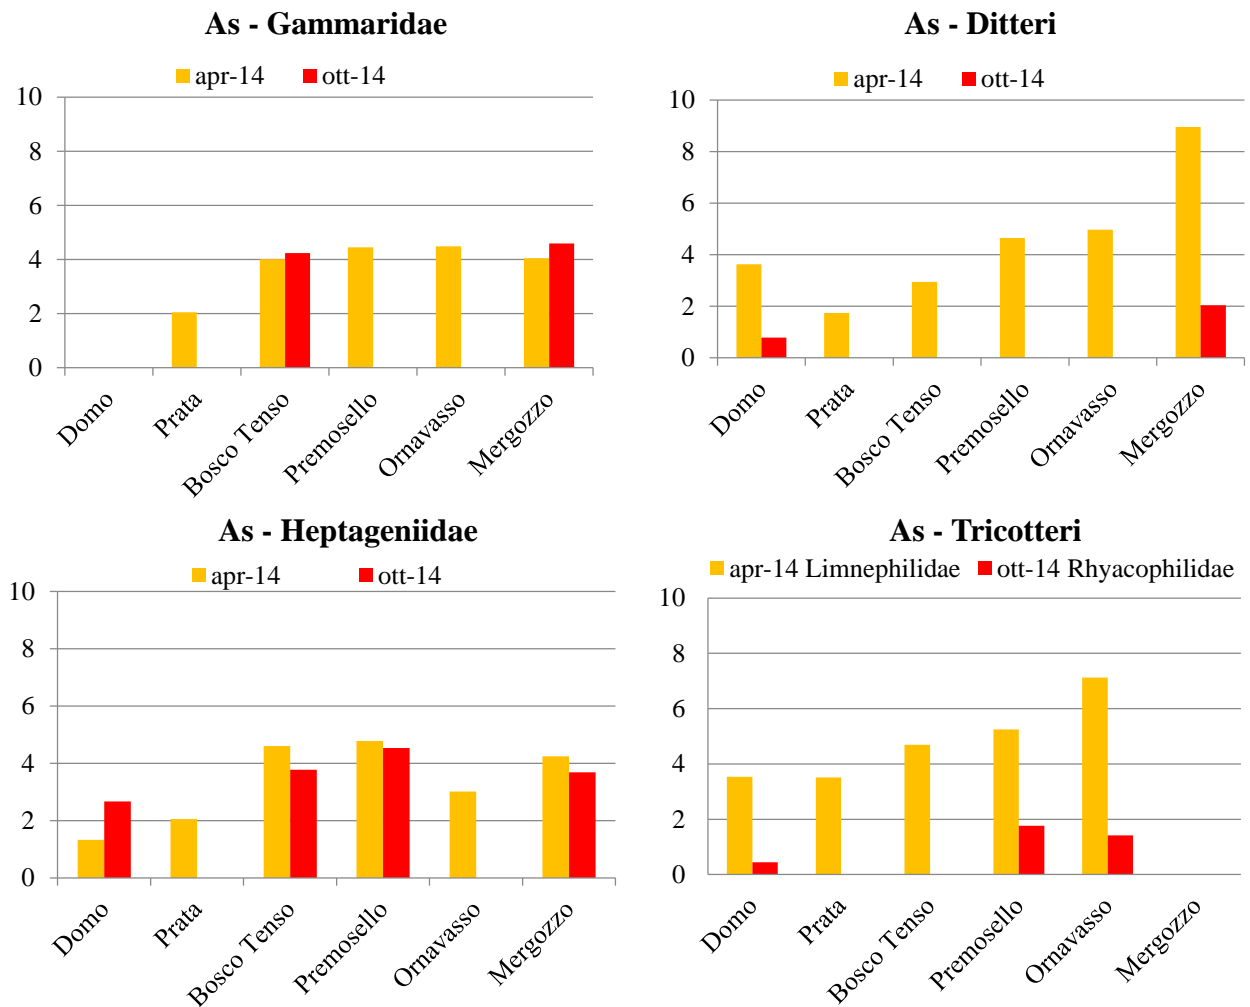 As - Gammaridae
apr-14 ott-14
10
8
6
4
2
0
Domo
Prata
Bosco Tenso
Premosello
Ornavasso
Mergozzo
As - Ditteri
apr-14 ott-14
10
8
6
4
2
0
Domo
Prata
Bosco Tenso
Premosello
Ornavasso
Mergozzo
As - Heptageniidae
apr-14 ott-14
10
8
6
4
2
0
Domo
Prata
Bosco Tenso
Premosello
Ornavasso
Mergozzo
As - Tricotteri
apr-14 Limnephilidae ott-14 Rhyacophilidae
10
8
6
4
2
0
Domo
Prata
Bosco Tenso
Premosello
Ornavasso
Mergozzo